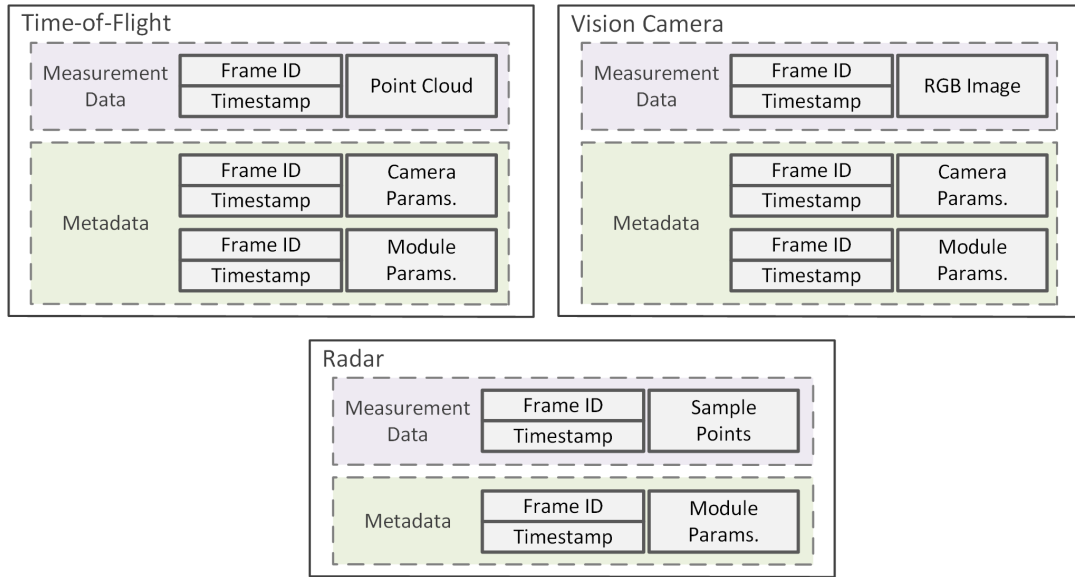 Time-of-Flight
Measurement
Data
Frame ID
Timestamp
Point Cloud
Metadata
Frame ID
Timestamp
Camera
Params.
Frame ID
Timestamp
Module
Params.
Vision Camera
Measurement
Data
Frame ID
Timestamp
RGB Image
Metadata
Frame ID
Timestamp
Camera
Params.
Frame ID
Timestamp
Module
Params.
Radar
Measurement
Data
Frame ID
Timestamp
Sample
Points
Metadata
Frame ID
Timestamp
Module
Params.